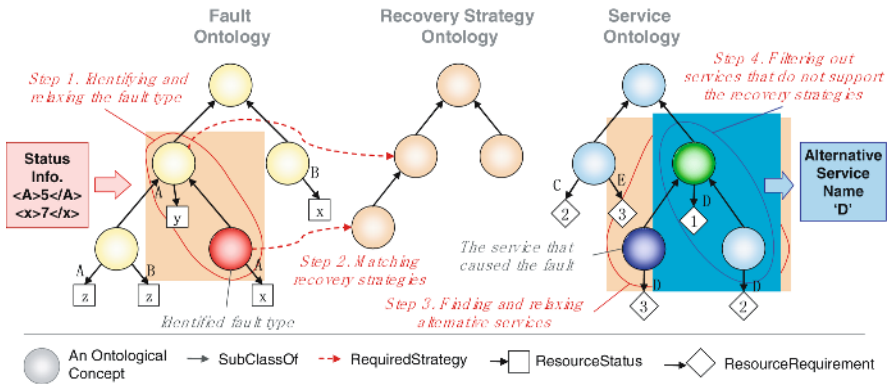 Fault
Ontology
Recovery Strategy
Ontology
Service
Ontology
Step 1. Identifying and
relaxing the fault type
Step 4. Filtering out
services that do not support
the recovery strategies
Status
Info.
<A>5</A>
<x>7</x>
A
B
y
x
A
B
z
z
A
x
Identified fault type
Step 2. Matching
recovery strategies
C
E
2
3
D
1
The service that
caused the fault
D
3
D
2
Step 3. Finding and relaxing
alternative services
Alternative
Service
Name
'D'
An Ontological
Concept
SubClassOf
RequiredStrategy
ResourceStatus
ResourceRequirement